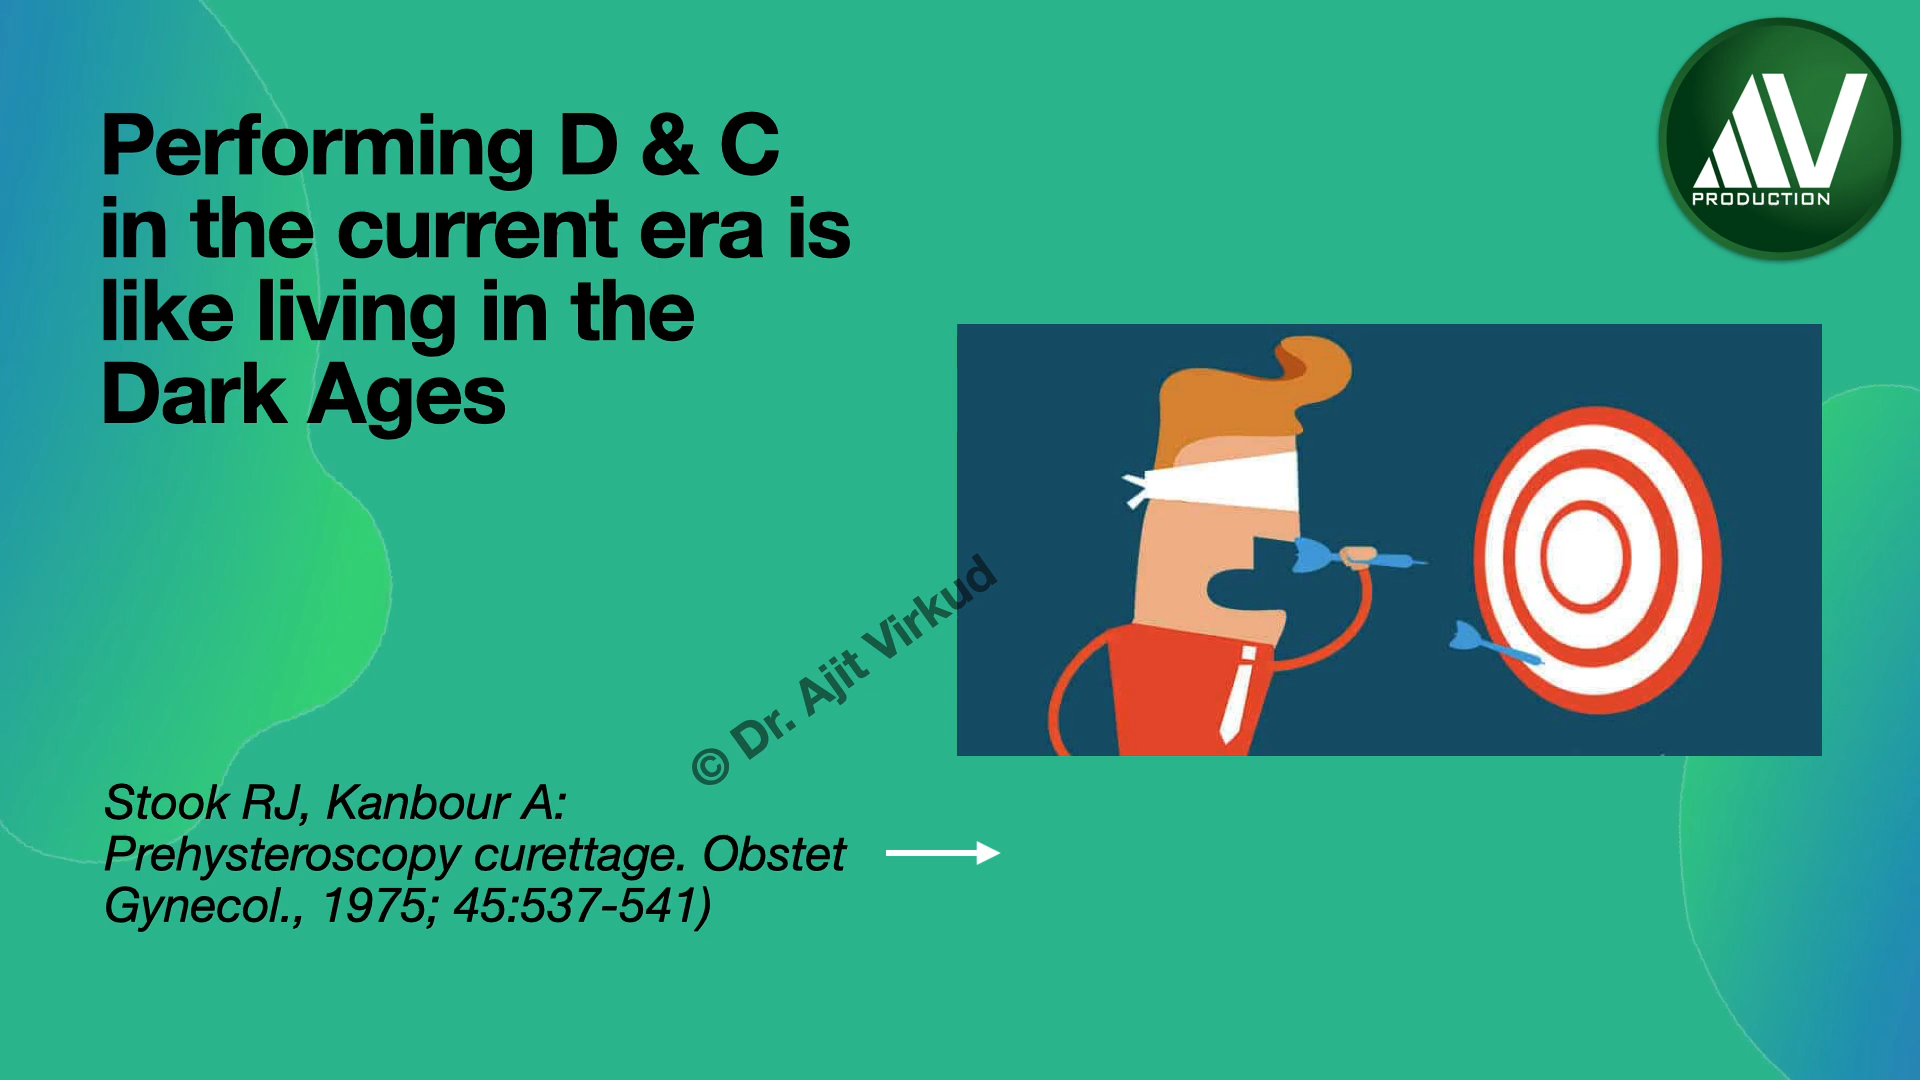 Performing D & C
in the current era is
like living in the
Dark Ages
AV
PRODUCTION
© Dr. Ajit Virkud
Stook RJ, Kanbour A:
Prehysteroscopy curettage. Obstet
Gynecol., 1975; 45:537-541)